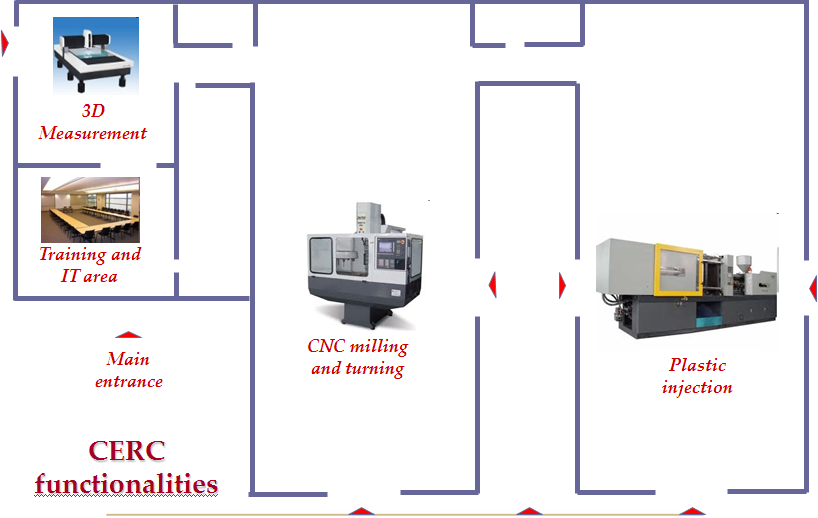 3D
Measurement
Training and
IT area
CNC milling
and turning
Main
entrance
Plastic
injection
CERC
functionalities